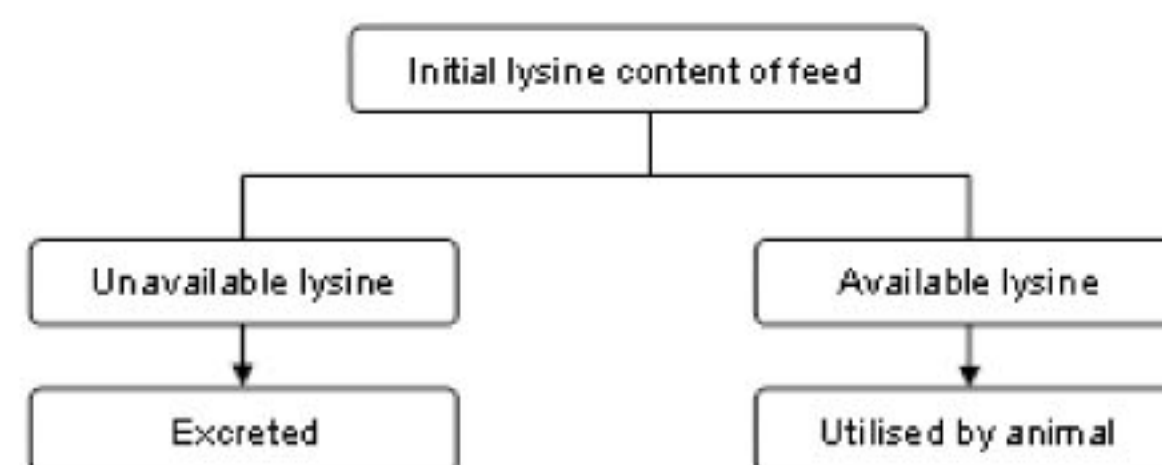 Initial lysine content of feed
Unavailable lysine
Available lysine
Excreted
Utilised by animal